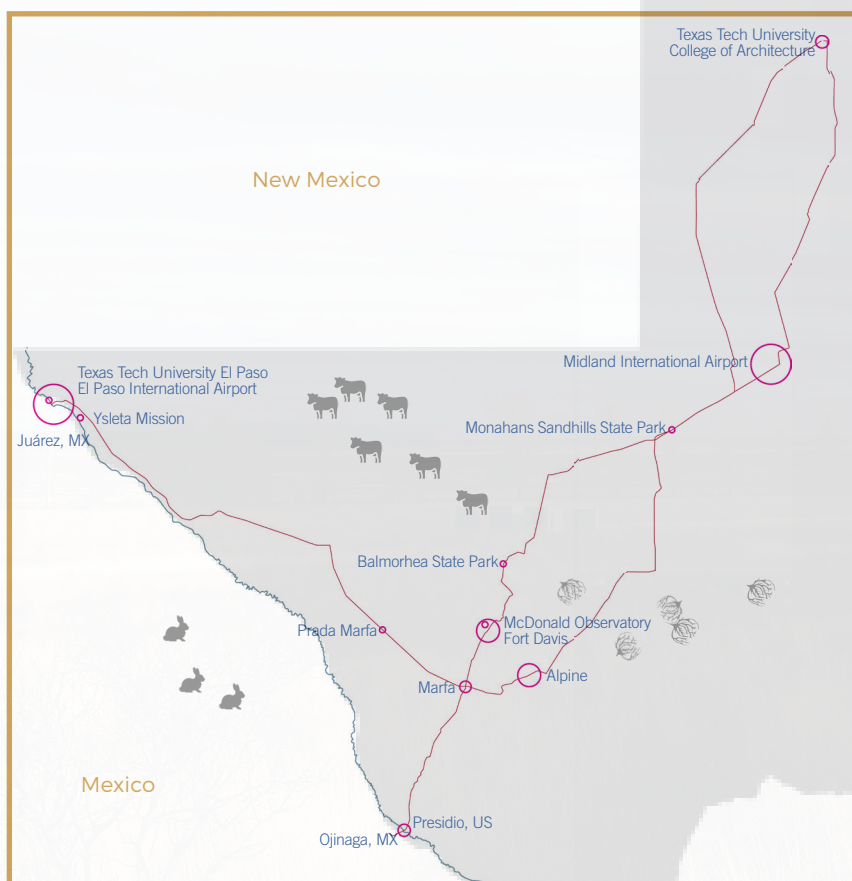 Texas Tech University
College of Architecture
New Mexico
Midland International Airport
Texas Tech University El Paso
El Paso International Airport
Ysleta Mission
Juárez, MX
Monahans Sandhills State Park
Balmorhea State Park
McDonald Observatory
Fort Davis
Prada Marfa
Marfa
Alpine
Mexico
Presidio, US
Ojinaga, MX